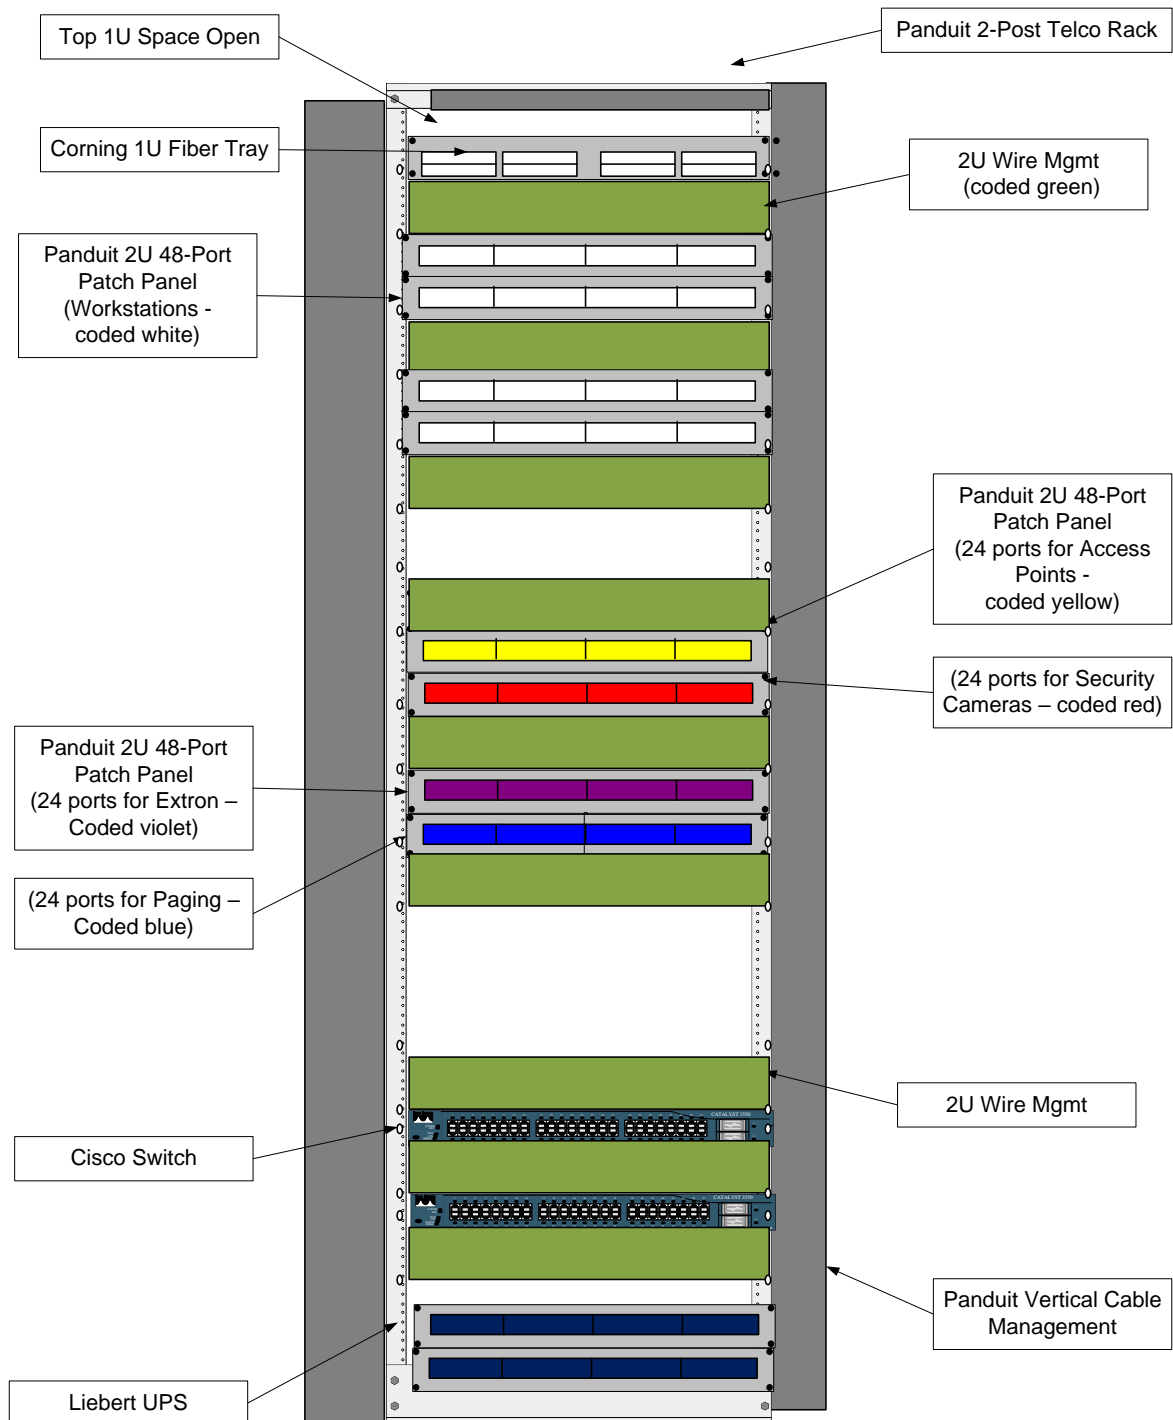 Top 1U Space Open
Panduit 2-Post Telco Rack
Corning 1U Fiber Tray
2U Wire Mgmt
(coded green)
Panduit 2U 48-Port
Patch Panel
(Workstations -
coded white)
Panduit 2U 48-Port
Patch Panel
(24 ports for Access
Points -
coded yellow)
(24 ports for Security
Cameras – coded red)
Panduit 2U 48-Port
Patch Panel
(24 ports for Extron –
Coded violet)
(24 ports for Paging –
Coded blue)
2U Wire Mgmt
CATALYST 3550
Cisco Switch
CATALYST 3550
Panduit Vertical Cable
Management
Liebert UPS